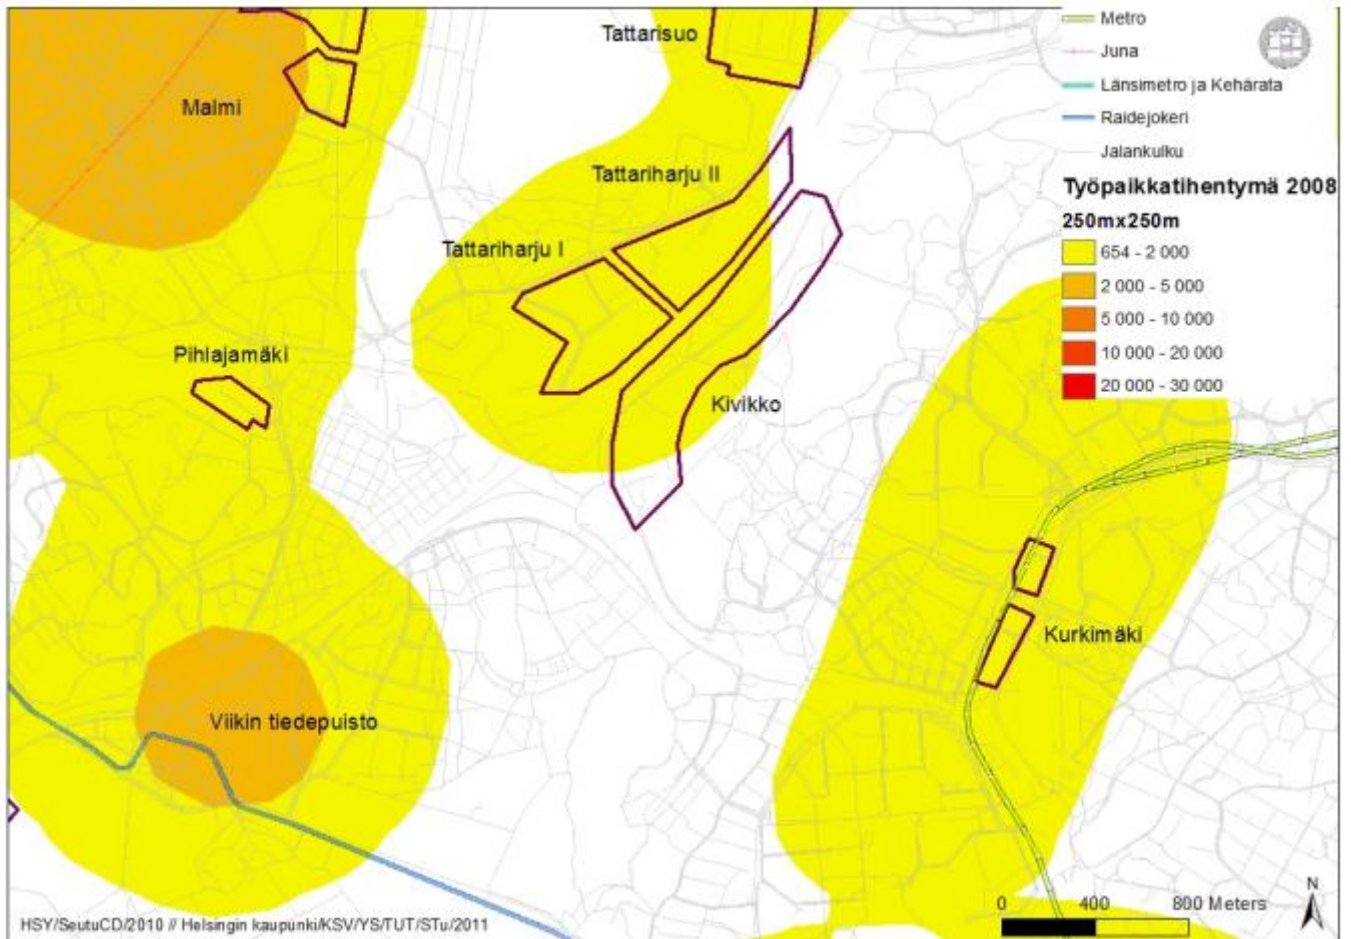 Metro
Juna
Länsimetro ja Kehärata
Raidejokeri
Jalankulku
Työpaikkatihentymä 2008
250mx250m
654 - 2 000
2 000 - 5 000
5 000 - 10 000
10 000 - 20 000
20 000 - 30 000
Tattarisuo
Malmi
Tattariharju II
Tattariharju I
Pihlajamäki
Kivikko
Kurkimäki
Viikin tiedepuisto
0 400 800 Meters
N
HSY/SeutuCD/2010 // Helsingin kaupunki/KSV/YS/TUT/STu/2011